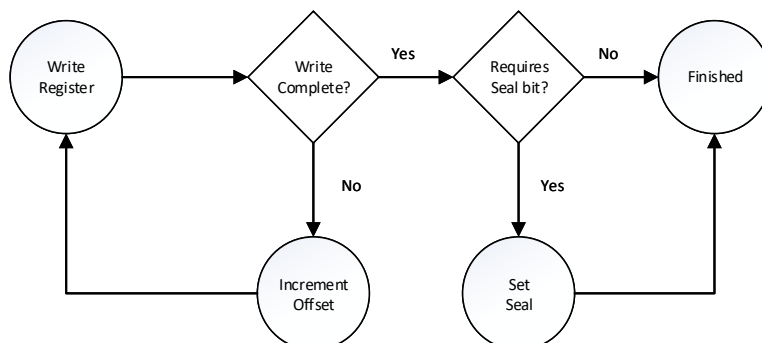 Write
Register
Write
Complete?
Yes
Requires
Seal bit?
No
Finished
No
Yes
Increment
Offset
Set
Seal